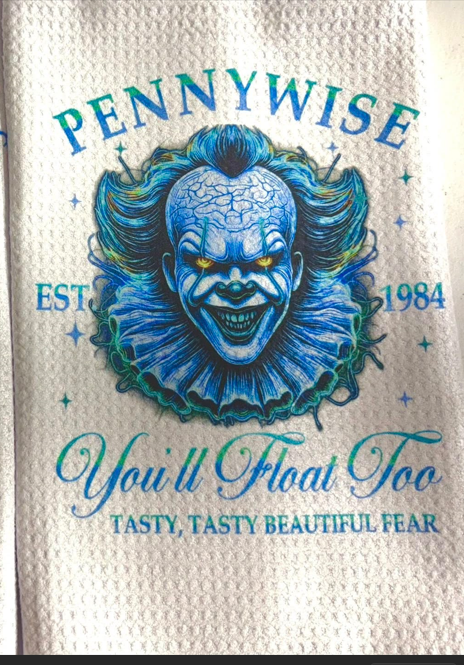 PENNYWISE
EST 1984
You'll Float Too
TASTY, TASTY BEAUTIFUL FEAR